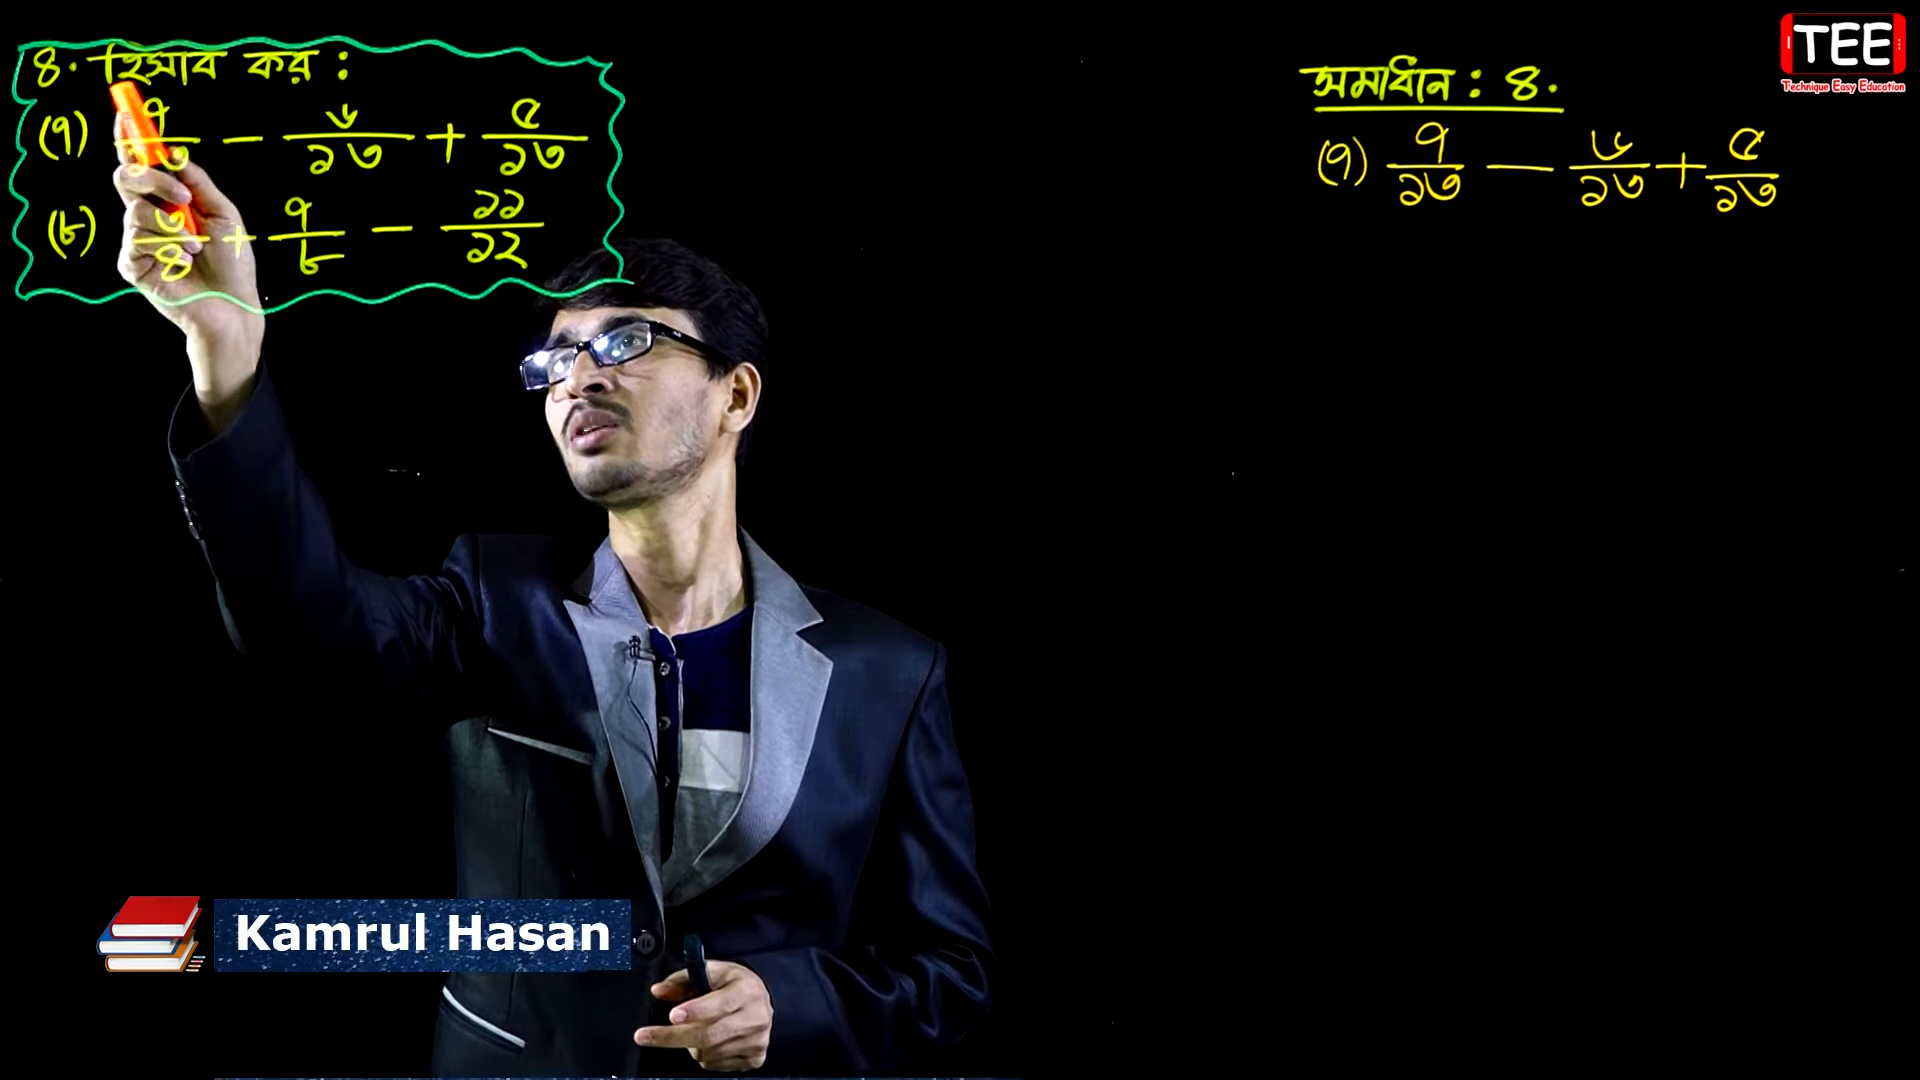 ৪. হিসাব কর :
(৭) ৭/১৩ − ৬/১৩ + ৫/১৩
(৮) ৩/৪ + ৭/৮ − ১১/১২
সমাধান : ৪.
(৭) ৭/১৩ − ৬/১৩ + ৫/১৩
TEE
Technique Easy Education
Kamrul Hasan